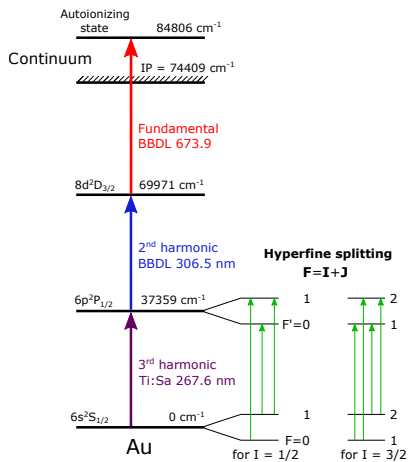 Autoionizing
state
84806 cm⁻¹
Continuum
IP = 74409 cm⁻¹
Fundamental
BBDL 673.9
8d²D₃/₂
69971 cm⁻¹
2ⁿᵈ harmonic
BBDL 306.5 nm
Hyperfine splitting
F=I+J
6p²P₁/₂
37359 cm⁻¹
1
F'=0
2
1
3ʳᵈ harmonic
Ti:Sa 267.6 nm
6s²S₁/₂
0 cm⁻¹
1
F=0
2
1
Au
for I = 1/2
for I = 3/2